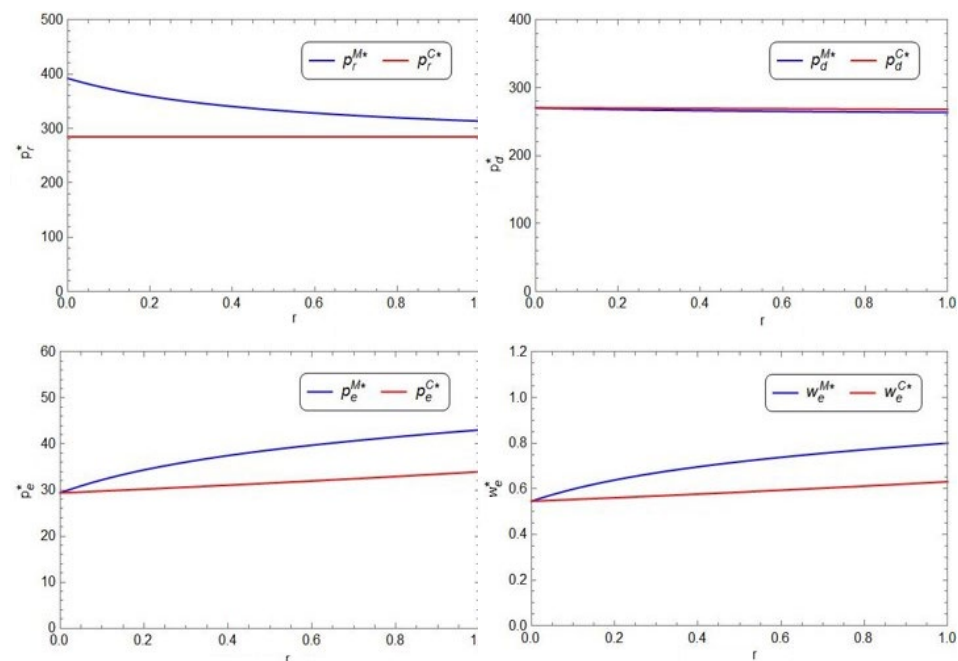 500
400
300
200
100
0
p_r^*
p_r^{M*} p_r^{C*}
0.0 0.2 0.4 0.6 0.8 1
r
400
300
200
100
0
p_d^*
p_d^{M*} p_d^{C*}
0.0 0.2 0.4 0.6 0.8 1.0
r
60
50
40
30
20
10
0
p_e^*
p_e^{M*} p_e^{C*}
0.0 0.2 0.4 0.6 0.8 1
r
1.2
1.0
0.8
0.6
0.4
0.2
0.0
w_e^*
w_e^{M*} w_e^{C*}
0.0 0.2 0.4 0.6 0.8 1.0
r